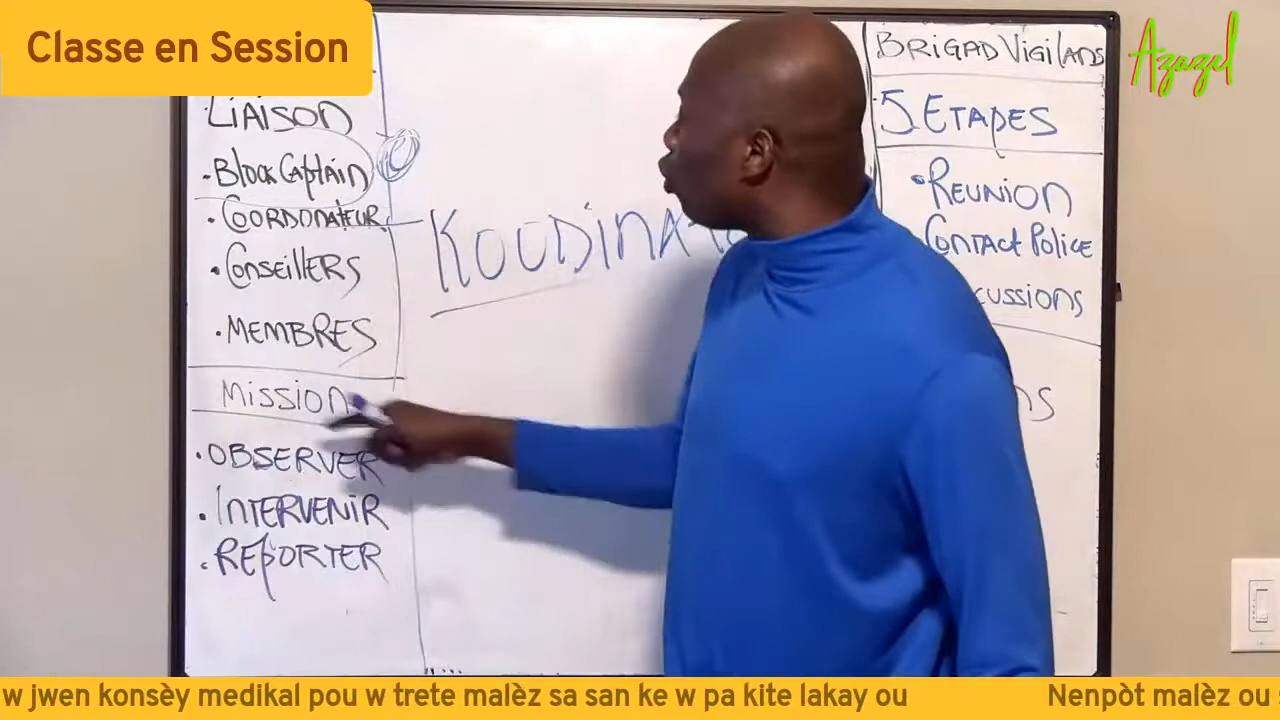 Classe en Session
LIAISON
• Block Captain
• COORDONATEUR
• Conseillers
• MEMBRES
Mission
• OBSERVER
• INTERVENIR
• REPORTER
BRIGAD VigiLANS
5 ETAPES
• REUNION
Contact Police
Azazel
w jwen konsèy medikal pou w trete malèz sa san ke w pa kite lakay ou
Nenpòt malèz ou